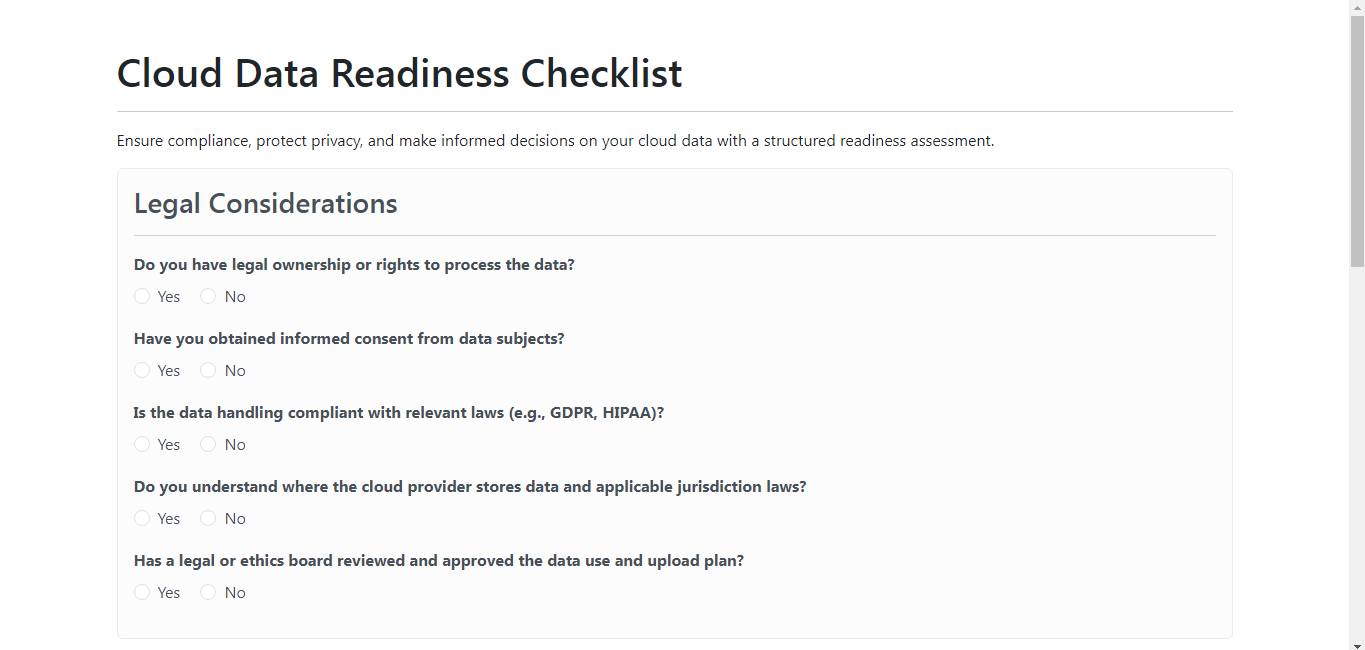 Cloud Data Readiness Checklist
Ensure compliance, protect privacy, and make informed decisions on your cloud data with a structured readiness assessment.
Legal Considerations
Do you have legal ownership or rights to process the data?
Yes No
Have you obtained informed consent from data subjects?
Yes No
Is the data handling compliant with relevant laws (e.g., GDPR, HIPAA)?
Yes No
Do you understand where the cloud provider stores data and applicable jurisdiction laws?
Yes No
Has a legal or ethics board reviewed and approved the data use and upload plan?
Yes No